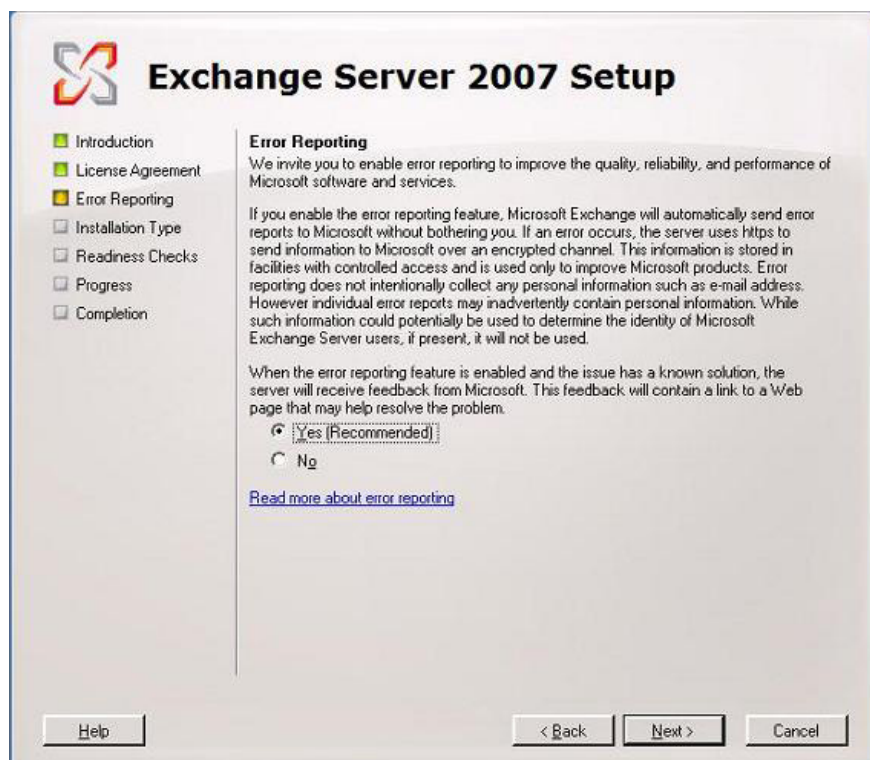 Exchange Server 2007 Setup
Introduction
License Agreement
Error Reporting
Installation Type
Readiness Checks
Progress
Completion
Error Reporting
We invite you to enable error reporting to improve the quality, reliability, and performance of
Microsoft software and services.
If you enable the error reporting feature, Microsoft Exchange will automatically send error
reports to Microsoft without bothering you. If an error occurs, the server uses https to
send information to Microsoft over an encrypted channel. This information is stored in
facilities with controlled access and is used only to improve Microsoft products. Error
reporting does not intentionally collect any personal information such as e-mail address.
However individual error reports may inadvertently contain personal information. While
such information could potentially be used to determine the identity of Microsoft
Exchange Server users, if present, it will not be used.
When the error reporting feature is enabled and the issue has a known solution, the
server will receive feedback from Microsoft. This feedback will contain a link to a Web
page that may help resolve the problem.
Yes (Recommended)
No
Read more about error reporting
Help
< Back
Next >
Cancel